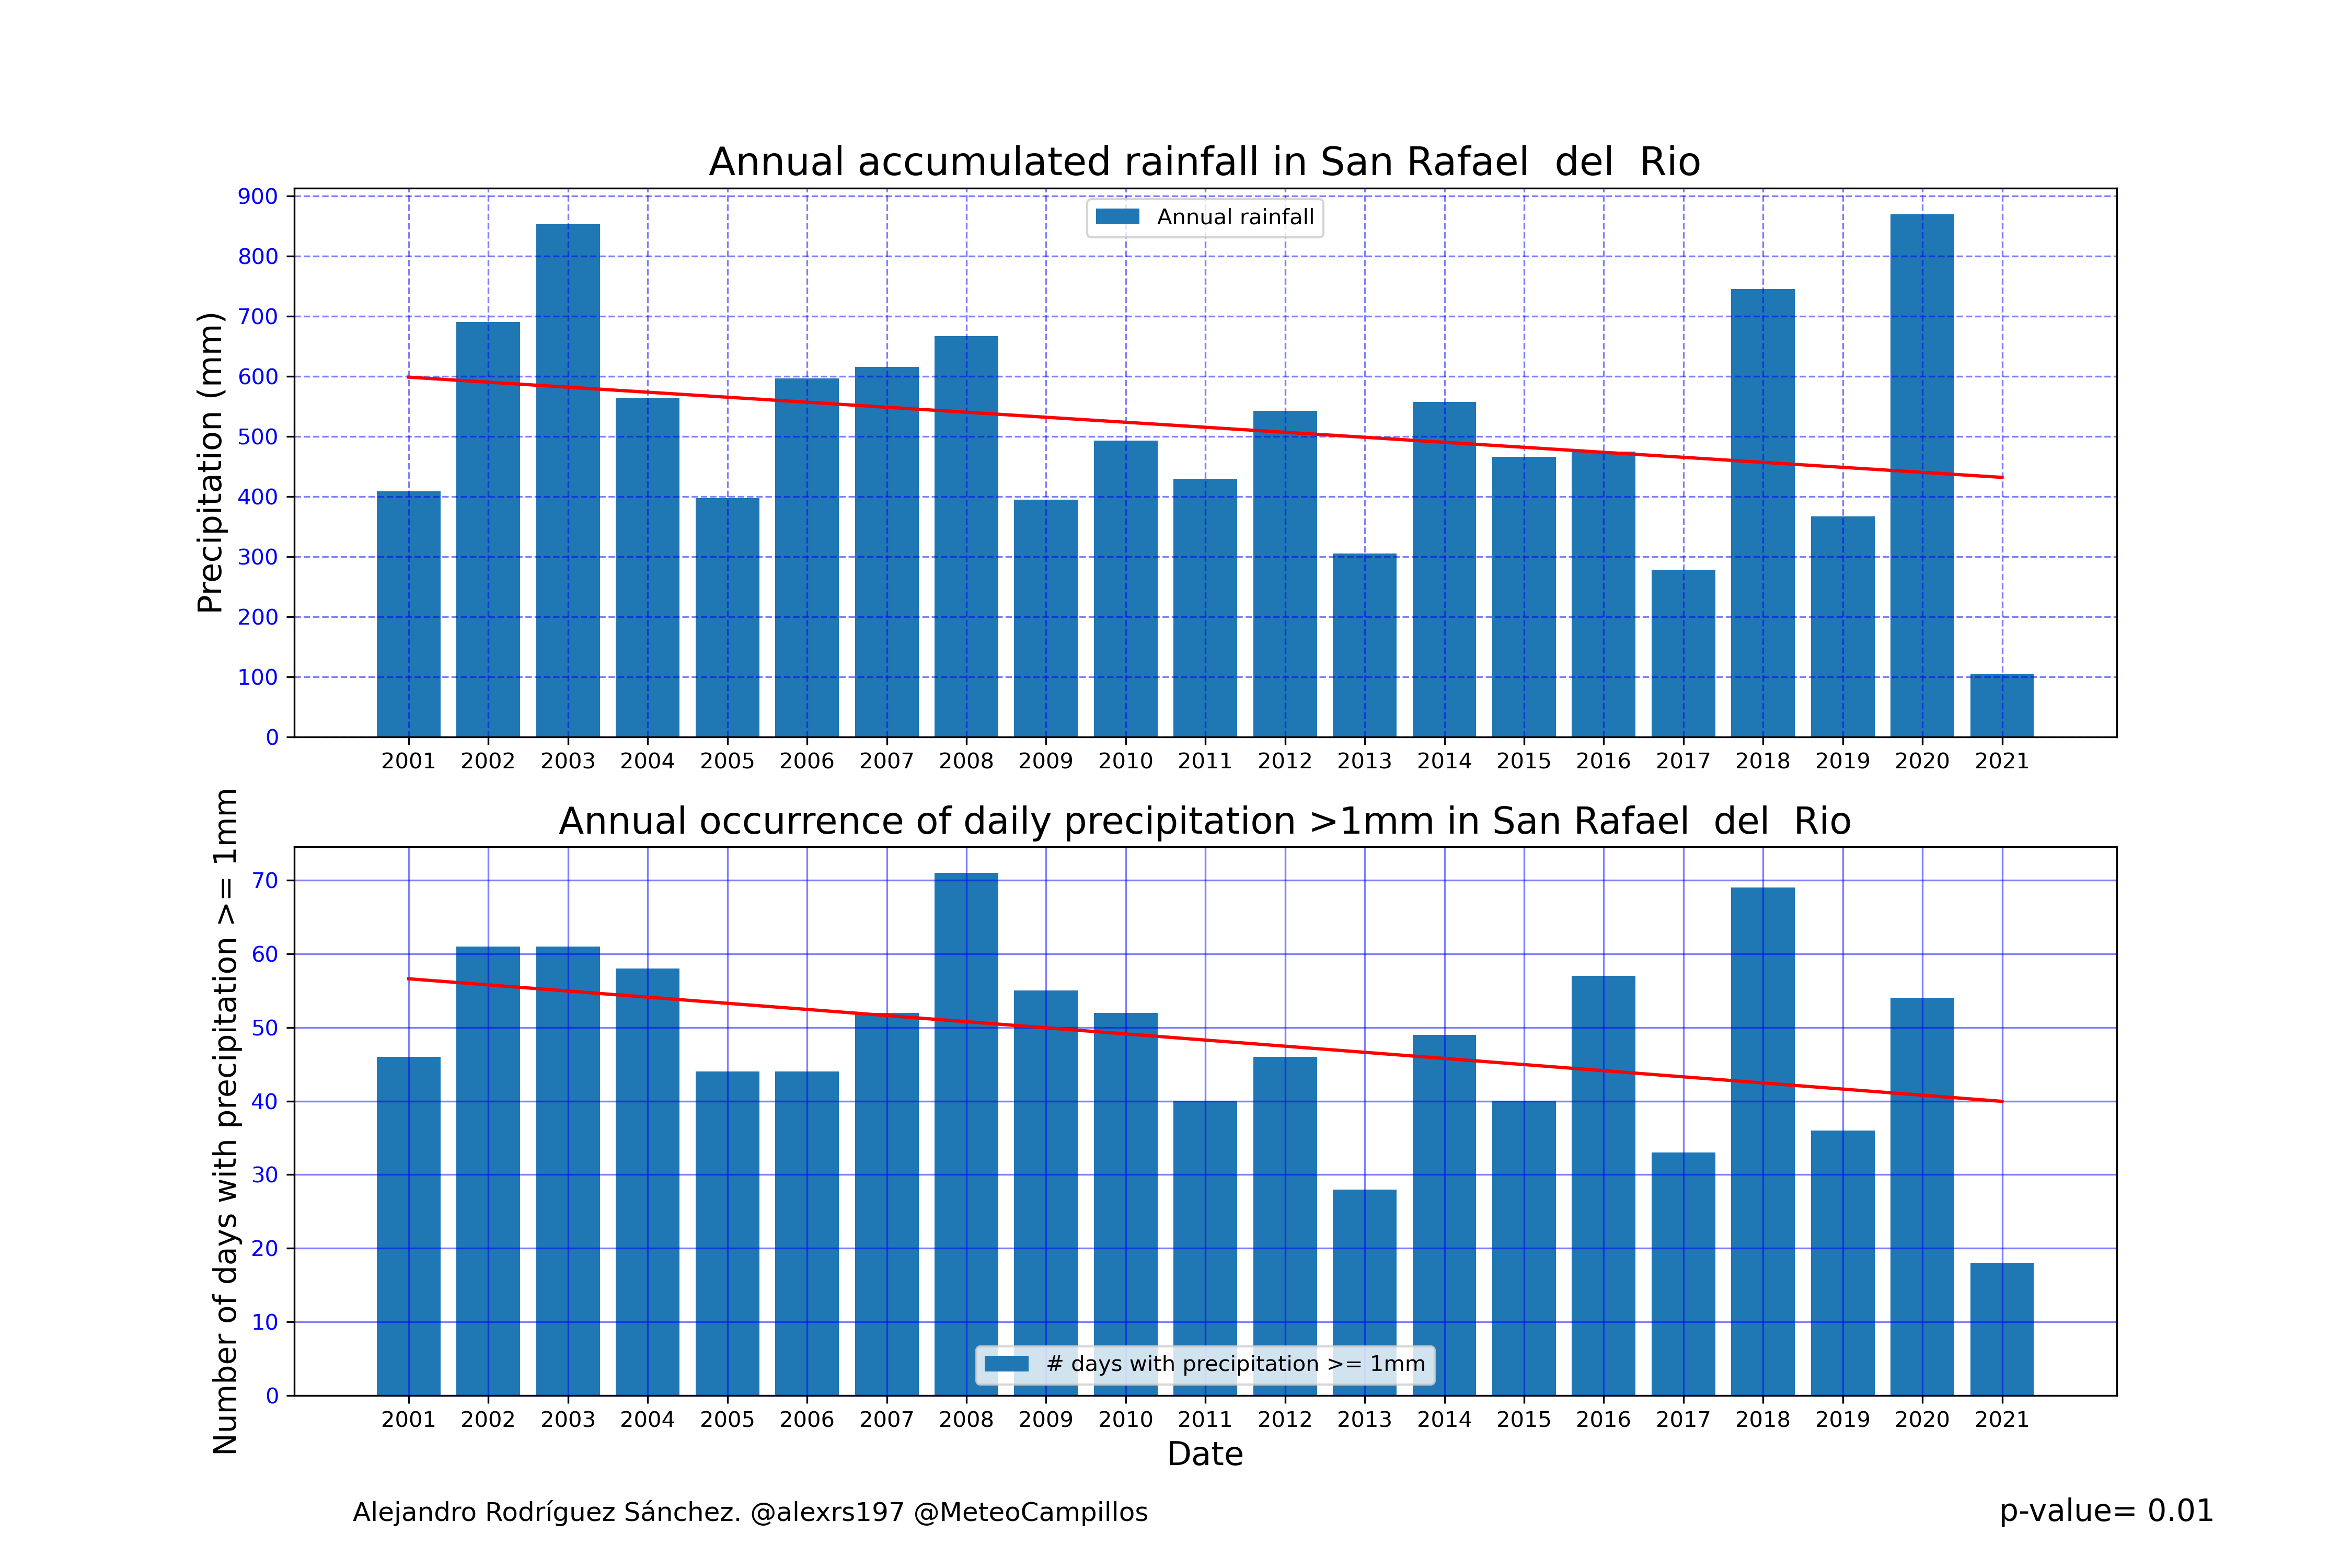 Annual accumulated rainfall in San Rafael  del  Rio
Precipitation (mm)
900
800
700
600
500
400
300
200
100
0
Annual rainfall
2001 2002 2003 2004 2005 2006 2007 2008 2009 2010 2011 2012 2013 2014 2015 2016 2017 2018 2019 2020 2021
Annual occurrence of daily precipitation >1mm in San Rafael  del  Rio
Number of days with precipitation >= 1mm
70
60
50
40
30
20
10
0
# days with precipitation >= 1mm
2001 2002 2003 2004 2005 2006 2007 2008 2009 2010 2011 2012 2013 2014 2015 2016 2017 2018 2019 2020 2021
Date
Alejandro Rodríguez Sánchez. @alexrs197 @MeteoCampillos
p-value= 0.01